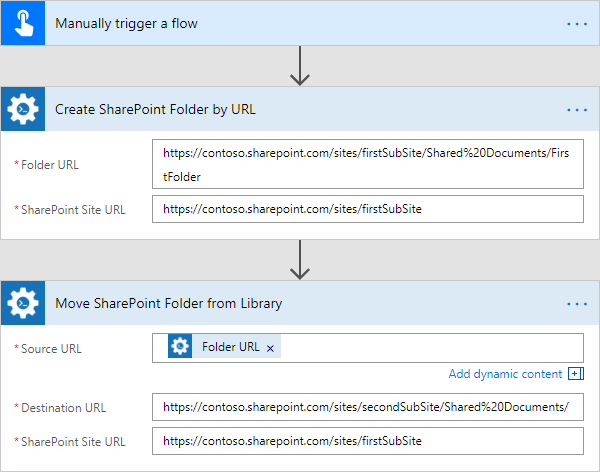 Manually trigger a flow
Create SharePoint Folder by URL
* Folder URL
https://contoso.sharepoint.com/sites/firstSubSite/Shared%20Documents/Firs
tFolder
* SharePoint Site URL
https://contoso.sharepoint.com/sites/firstSubSite
Move SharePoint Folder from Library
* Source URL
Folder URL x
Add dynamic content
* Destination URL
https://contoso.sharepoint.com/sites/secondSubSite/Shared%20Documents/
* SharePoint Site URL
https://contoso.sharepoint.com/sites/firstSubSite